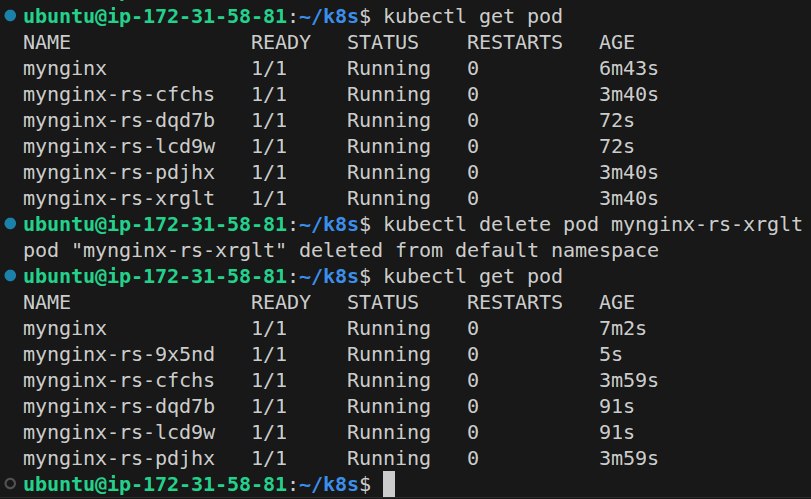 ubuntu@ip-172-31-58-81:~/k8s$ kubectl get pod
NAME                READY   STATUS    RESTARTS   AGE
mynginx             1/1     Running   0          6m43s
mynginx-rs-cfchs    1/1     Running   0          3m40s
mynginx-rs-dqd7b    1/1     Running   0          72s
mynginx-rs-lcd9w    1/1     Running   0          72s
mynginx-rs-pdjhx    1/1     Running   0          3m40s
mynginx-rs-xrglt    1/1     Running   0          3m40s
ubuntu@ip-172-31-58-81:~/k8s$ kubectl delete pod mynginx-rs-xrglt
pod "mynginx-rs-xrglt" deleted from default namespace
ubuntu@ip-172-31-58-81:~/k8s$ kubectl get pod
NAME                READY   STATUS    RESTARTS   AGE
mynginx             1/1     Running   0          7m2s
mynginx-rs-9x5nd    1/1     Running   0          5s
mynginx-rs-cfchs    1/1     Running   0          3m59s
mynginx-rs-dqd7b    1/1     Running   0          91s
mynginx-rs-lcd9w    1/1     Running   0          91s
mynginx-rs-pdjhx    1/1     Running   0          3m59s
ubuntu@ip-172-31-58-81:~/k8s$